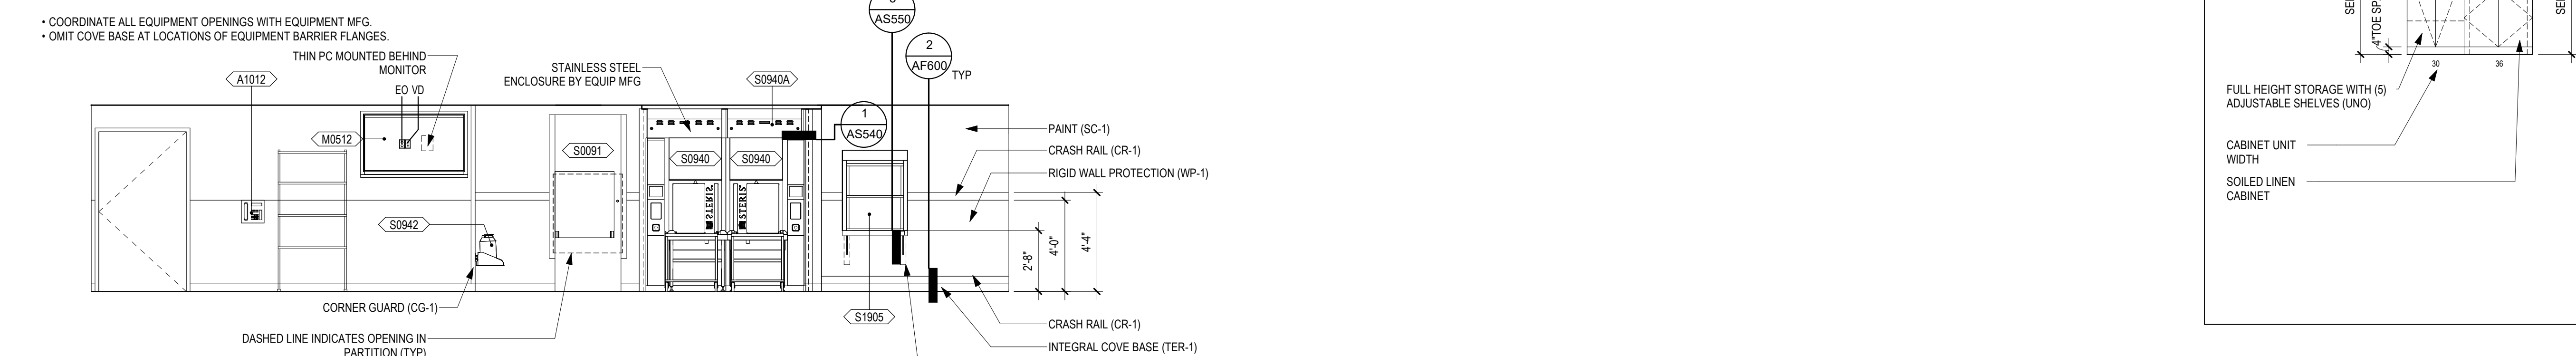 • COORDINATE ALL EQUIPMENT OPENINGS WITH EQUIPMENT MFG.
• OMIT COVE BASE AT LOCATIONS OF EQUIPMENT BARRIER FLANGES.
THIN PC MOUNTED BEHIND
MONITOR
EO VD
A1012
M0512
STAINLESS STEEL
ENCLOSURE BY EQUIP MFG
S0940A
AS550
2
AF600
TYP
1
AS540
S0091
S0940
S0940
STERIS
STERIS
S0942
S1905
PAINT (SC-1)
CRASH RAIL (CR-1)
RIGID WALL PROTECTION (WP-1)
2'-8"
4'-0"
4'-4"
CORNER GUARD (CG-1)
DASHED LINE INDICATES OPENING IN
PARTITION (TYP)
CRASH RAIL (CR-1)
INTEGRAL COVE BASE (TER-1)
4"TOE SP
30
36
FULL HEIGHT STORAGE WITH (5)
ADJUSTABLE SHELVES (UNO)
CABINET UNIT
WIDTH
SOILED LINEN
CABINET